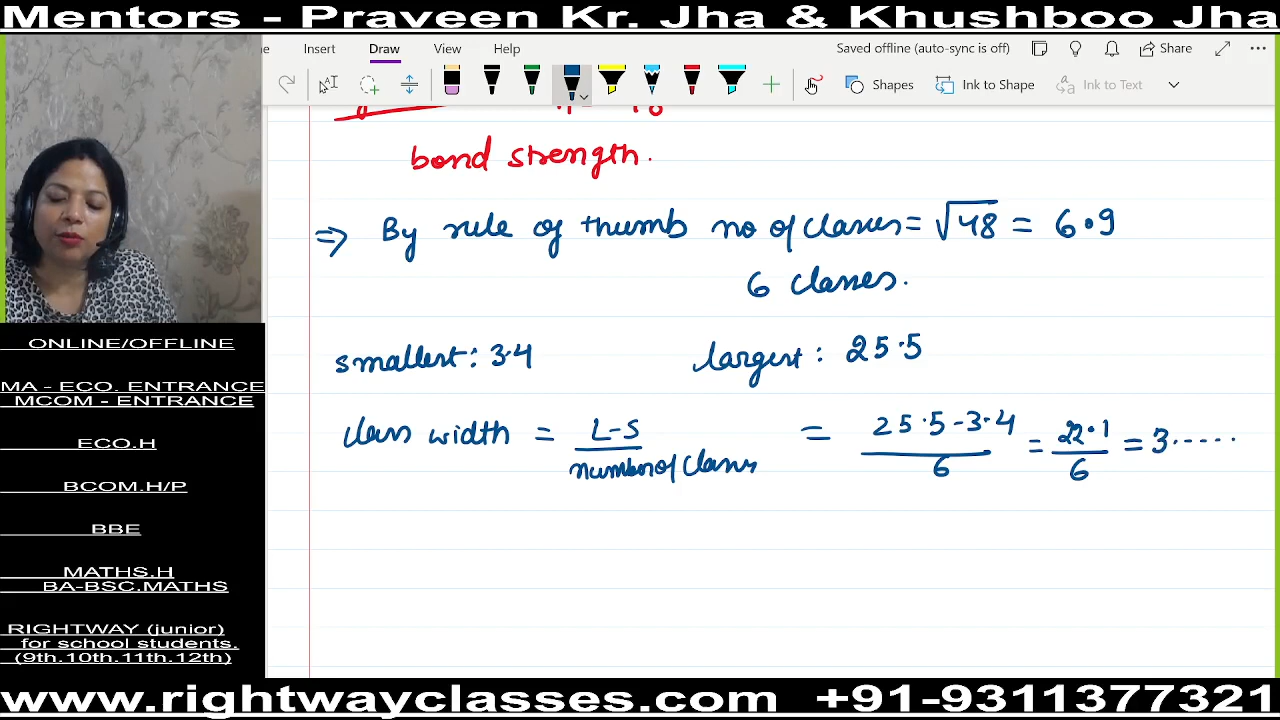 Mentors - Praveen Kr. Jha & Khushboo Jha
Insert Draw View Help
Saved offline (auto-sync is off) Share
Shapes Ink to Shape Ink to Text
bond strength.
⇒ By rule of thumb no of classes = √48 = 6.9
6 classes.
smallest: 3.4 largest: 25.5
class width = L-S / number of classes = 25.5-3.4 / 6 = 22.1 / 6 = 3.......
ONLINE/OFFLINE
MA - ECO. ENTRANCE
MCOM - ENTRANCE
ECO.H
BCOM.H/P
BBE
MATHS.H
BA-BSC.MATHS
RIGHTWAY (junior)
for school students.
(9th.10th.11th.12th)
www.rightwayclasses.com +91-9311377321